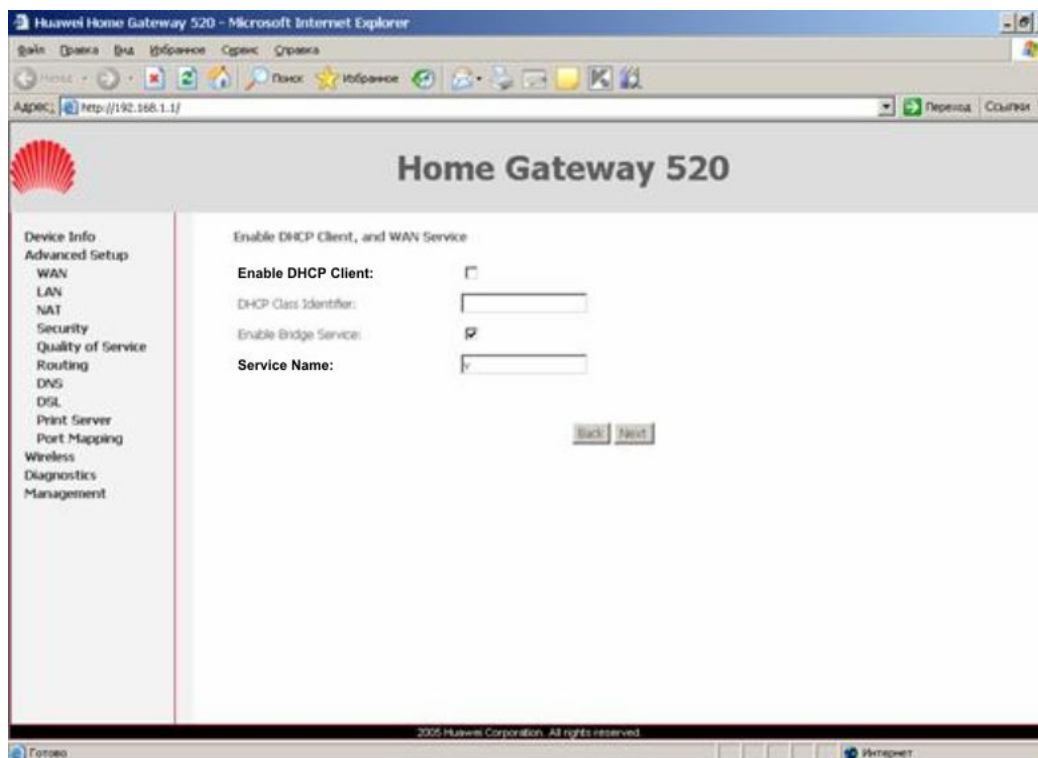 Huawei Home Gateway 520 - Microsoft Internet Explorer
Файл Правка Вид Избранное Сервис Справка
Назад Поиск Избранное
Адрес: http://192.168.1.1/ Переход Ссылки
Home Gateway 520
Device Info
Advanced Setup
WAN
LAN
NAT
Security
Quality of Service
Routing
DNS
DSL
Print Server
Port Mapping
Wireless
Diagnostics
Management
Enable DHCP Client, and WAN Service
Enable DHCP Client:
DHCP Class Identifier:
Enable Bridge Service:
Service Name:
v
Back Next
2005 Huawei Corporation. All rights reserved.
Готово Интернет